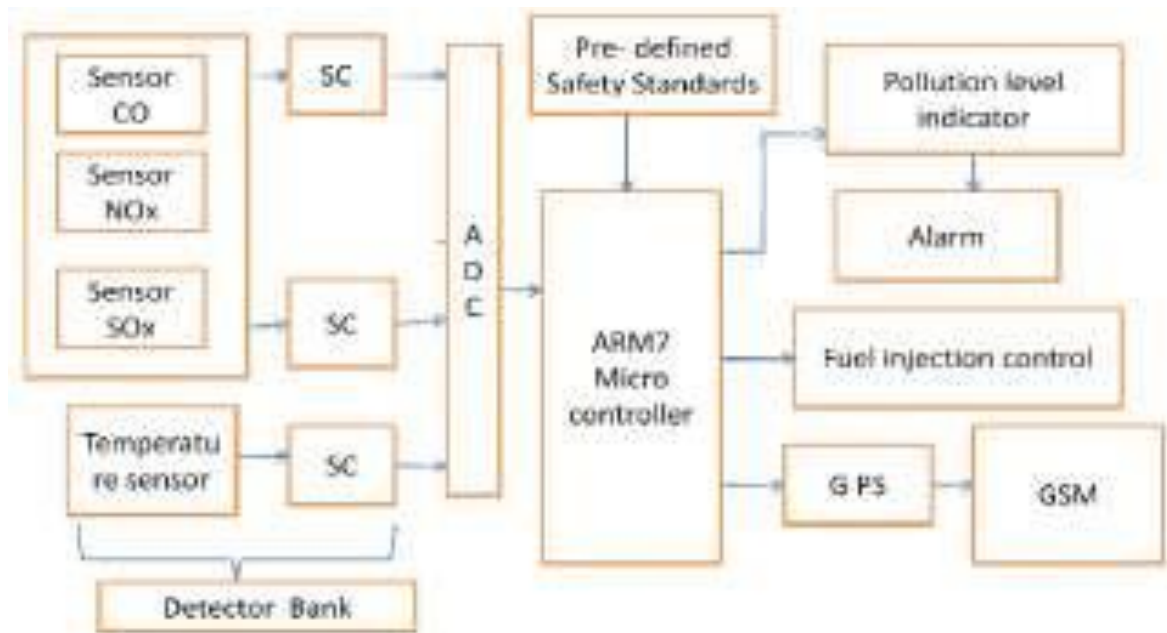 Sensor
CO
Sensor
NOx
Sensor
SOx
Temperatu
re sensor
SC
SC
SC
Detector Bank
A
D
C
Pre- defined
Safety Standards
ARM7
Micro
controller
Pollution level
indicator
Alarm
Fuel injection control
G PS
GSM